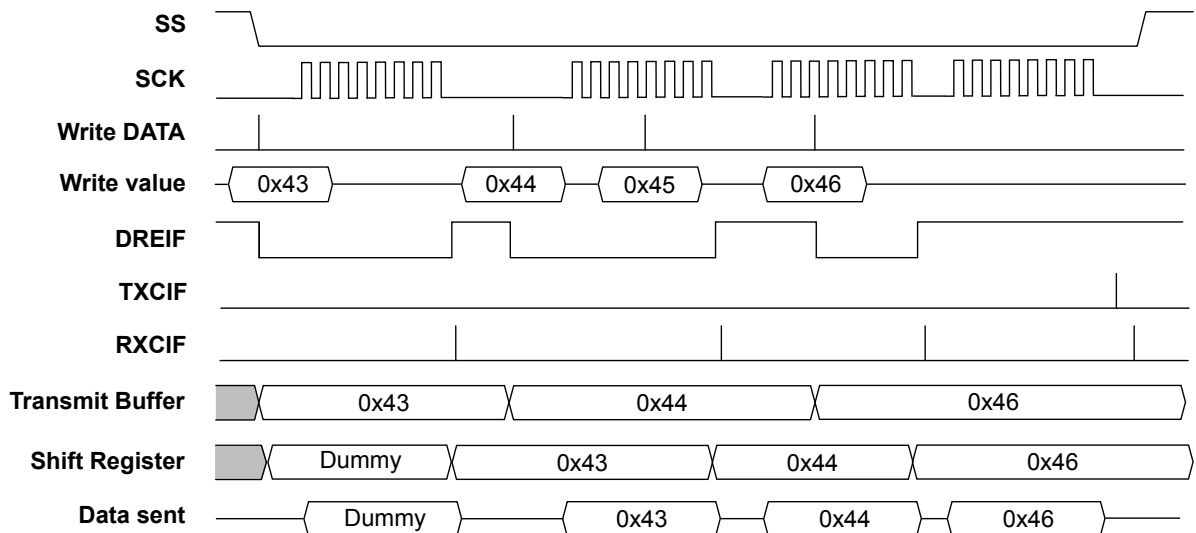 SS
SCK
Write DATA
Write value 0x43 0x44 0x45 0x46
DREIF
TXCIF
RXCIF
Transmit Buffer 0x43 0x44 0x46
Shift Register Dummy 0x43 0x44 0x46
Data sent Dummy 0x43 0x44 0x46